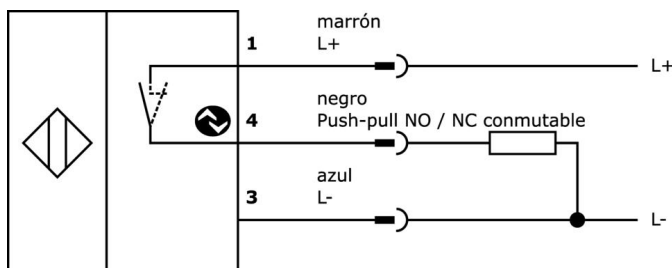 marrón
1
L+
L+
negro
4
Push-pull NO / NC conmutable
azul
3
L-
L-